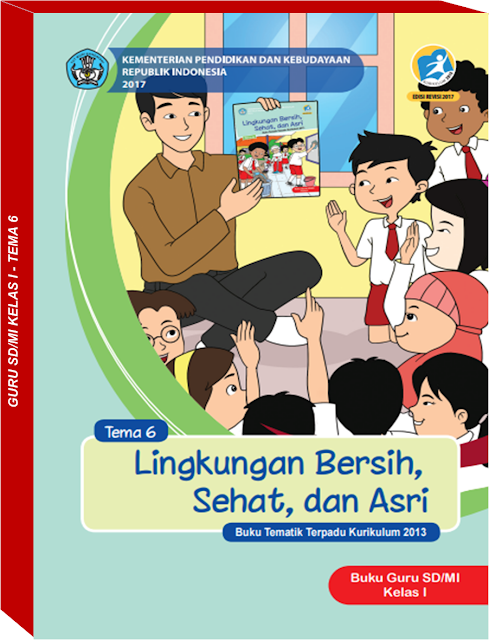 KEMENTERIAN PENDIDIKAN DAN KEBUDAYAAN
REPUBLIK INDONESIA
2017
EDISI REVISI 2017
Lingkungan Bersih,
Sehat, dan Asri
GURU SD/MI KELAS I - TEMA 6
Tema 6
Lingkungan Bersih,
Sehat, dan Asri
Buku Tematik Terpadu Kurikulum 2013
Buku Guru SD/MI
Kelas I